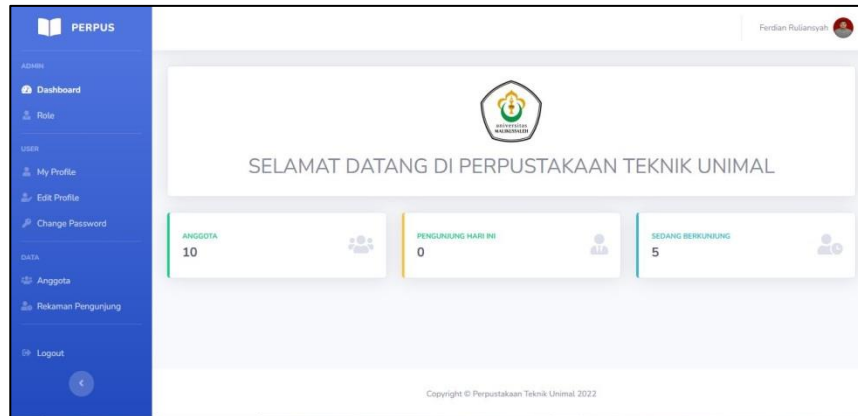 PERPUS
Ferdian Ruliansyah
ADMIN
Dashboard
Role
USER
My Profile
Edit Profile
Change Password
DATA
Anggota
Rekaman Pengunjung
Logout
universitas
MALIKUSSALEH
SELAMAT DATANG DI PERPUSTAKAAN TEKNIK UNIMAL
ANGGOTA
10
PENGUNJUNG HARI INI
0
SEDANG BERKUNJUNG
5
Copyright © Perpustakaan Teknik Unimal 2022